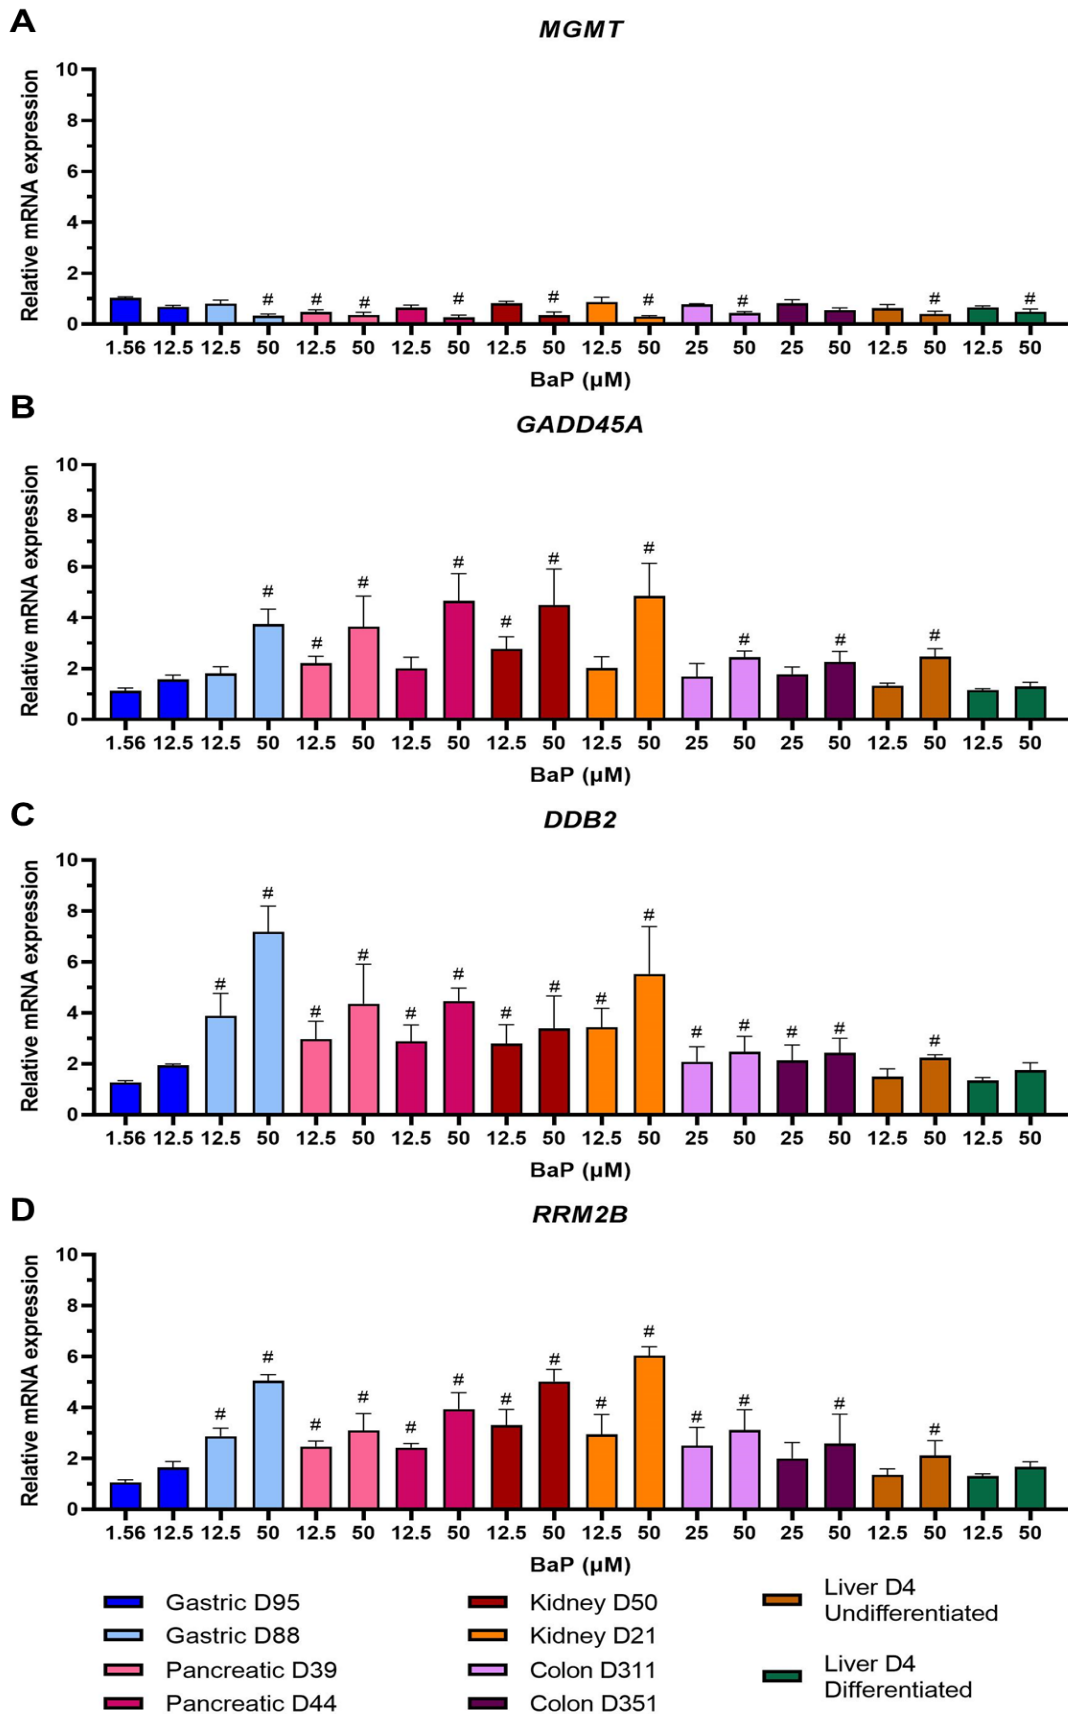 A
MGMT
Relative mRNA expression
10
8
6
4
2
0
# # # # # # # # #
1.56 12.5 12.5 50 12.5 50 12.5 50 12.5 50 12.5 50 25 50 25 50 12.5 50 12.5 50
BaP (µM)
B
GADD45A
Relative mRNA expression
10
8
6
4
2
0
# # # # # # # # # #
1.56 12.5 12.5 50 12.5 50 12.5 50 12.5 50 12.5 50 25 50 25 50 12.5 50 12.5 50
BaP (µM)
C
DDB2
Relative mRNA expression
10
8
6
4
2
0
# # # # # # # # # # # # # # #
1.56 12.5 12.5 50 12.5 50 12.5 50 12.5 50 12.5 50 25 50 25 50 12.5 50 12.5 50
BaP (µM)
D
RRM2B
Relative mRNA expression
10
8
6
4
2
0
# # # # # # # # # # # # # #
1.56 12.5 12.5 50 12.5 50 12.5 50 12.5 50 12.5 50 25 50 25 50 12.5 50 12.5 50
BaP (µM)
Gastric D95
Gastric D88
Pancreatic D39
Pancreatic D44
Kidney D50
Kidney D21
Colon D311
Colon D351
Liver D4
Undifferentiated
Liver D4
Differentiated